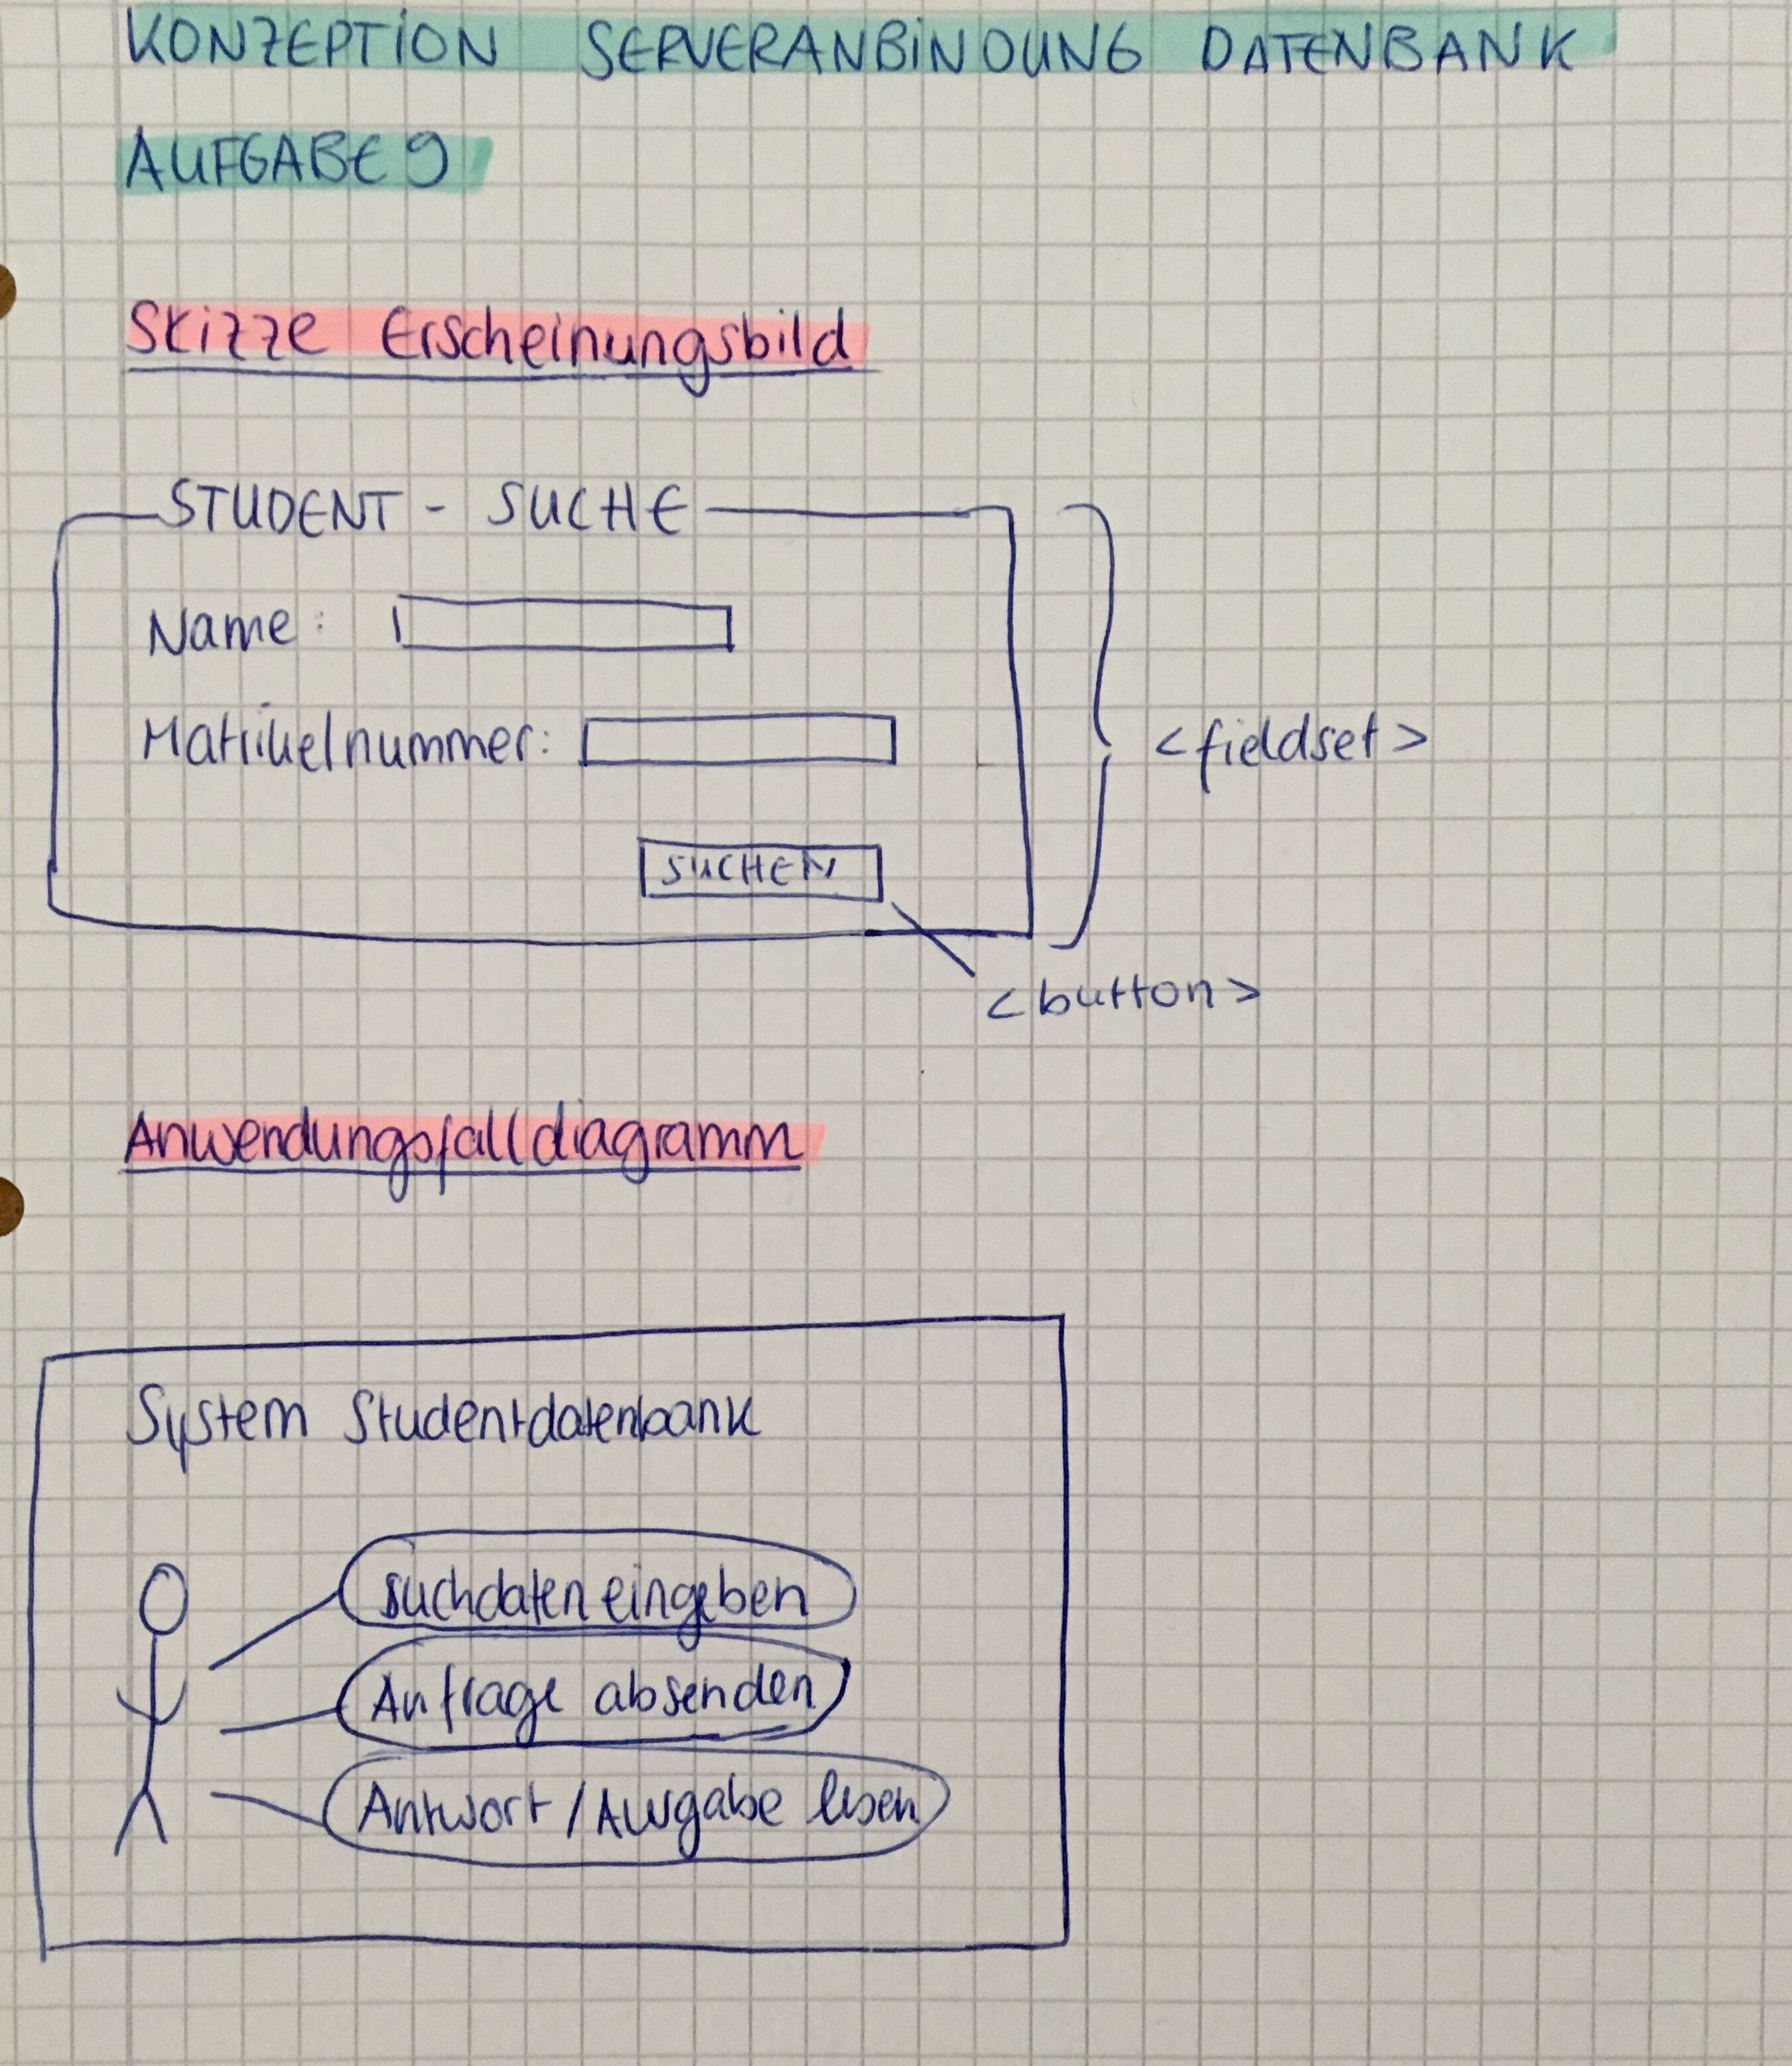 KONZEPTION SERVERANBINDUNG DATENBANK
AUFGABE 9
Skizze Erscheinungsbild
STUDENT - SUCHE
Name:
Matrikelnummer:
<fieldset>
SUCHEN
<button>
Anwendungsfalldiagramm
System Studentdatenbank
Suchdaten eingeben
Anfrage absenden
Antwort / Ausgabe lesen